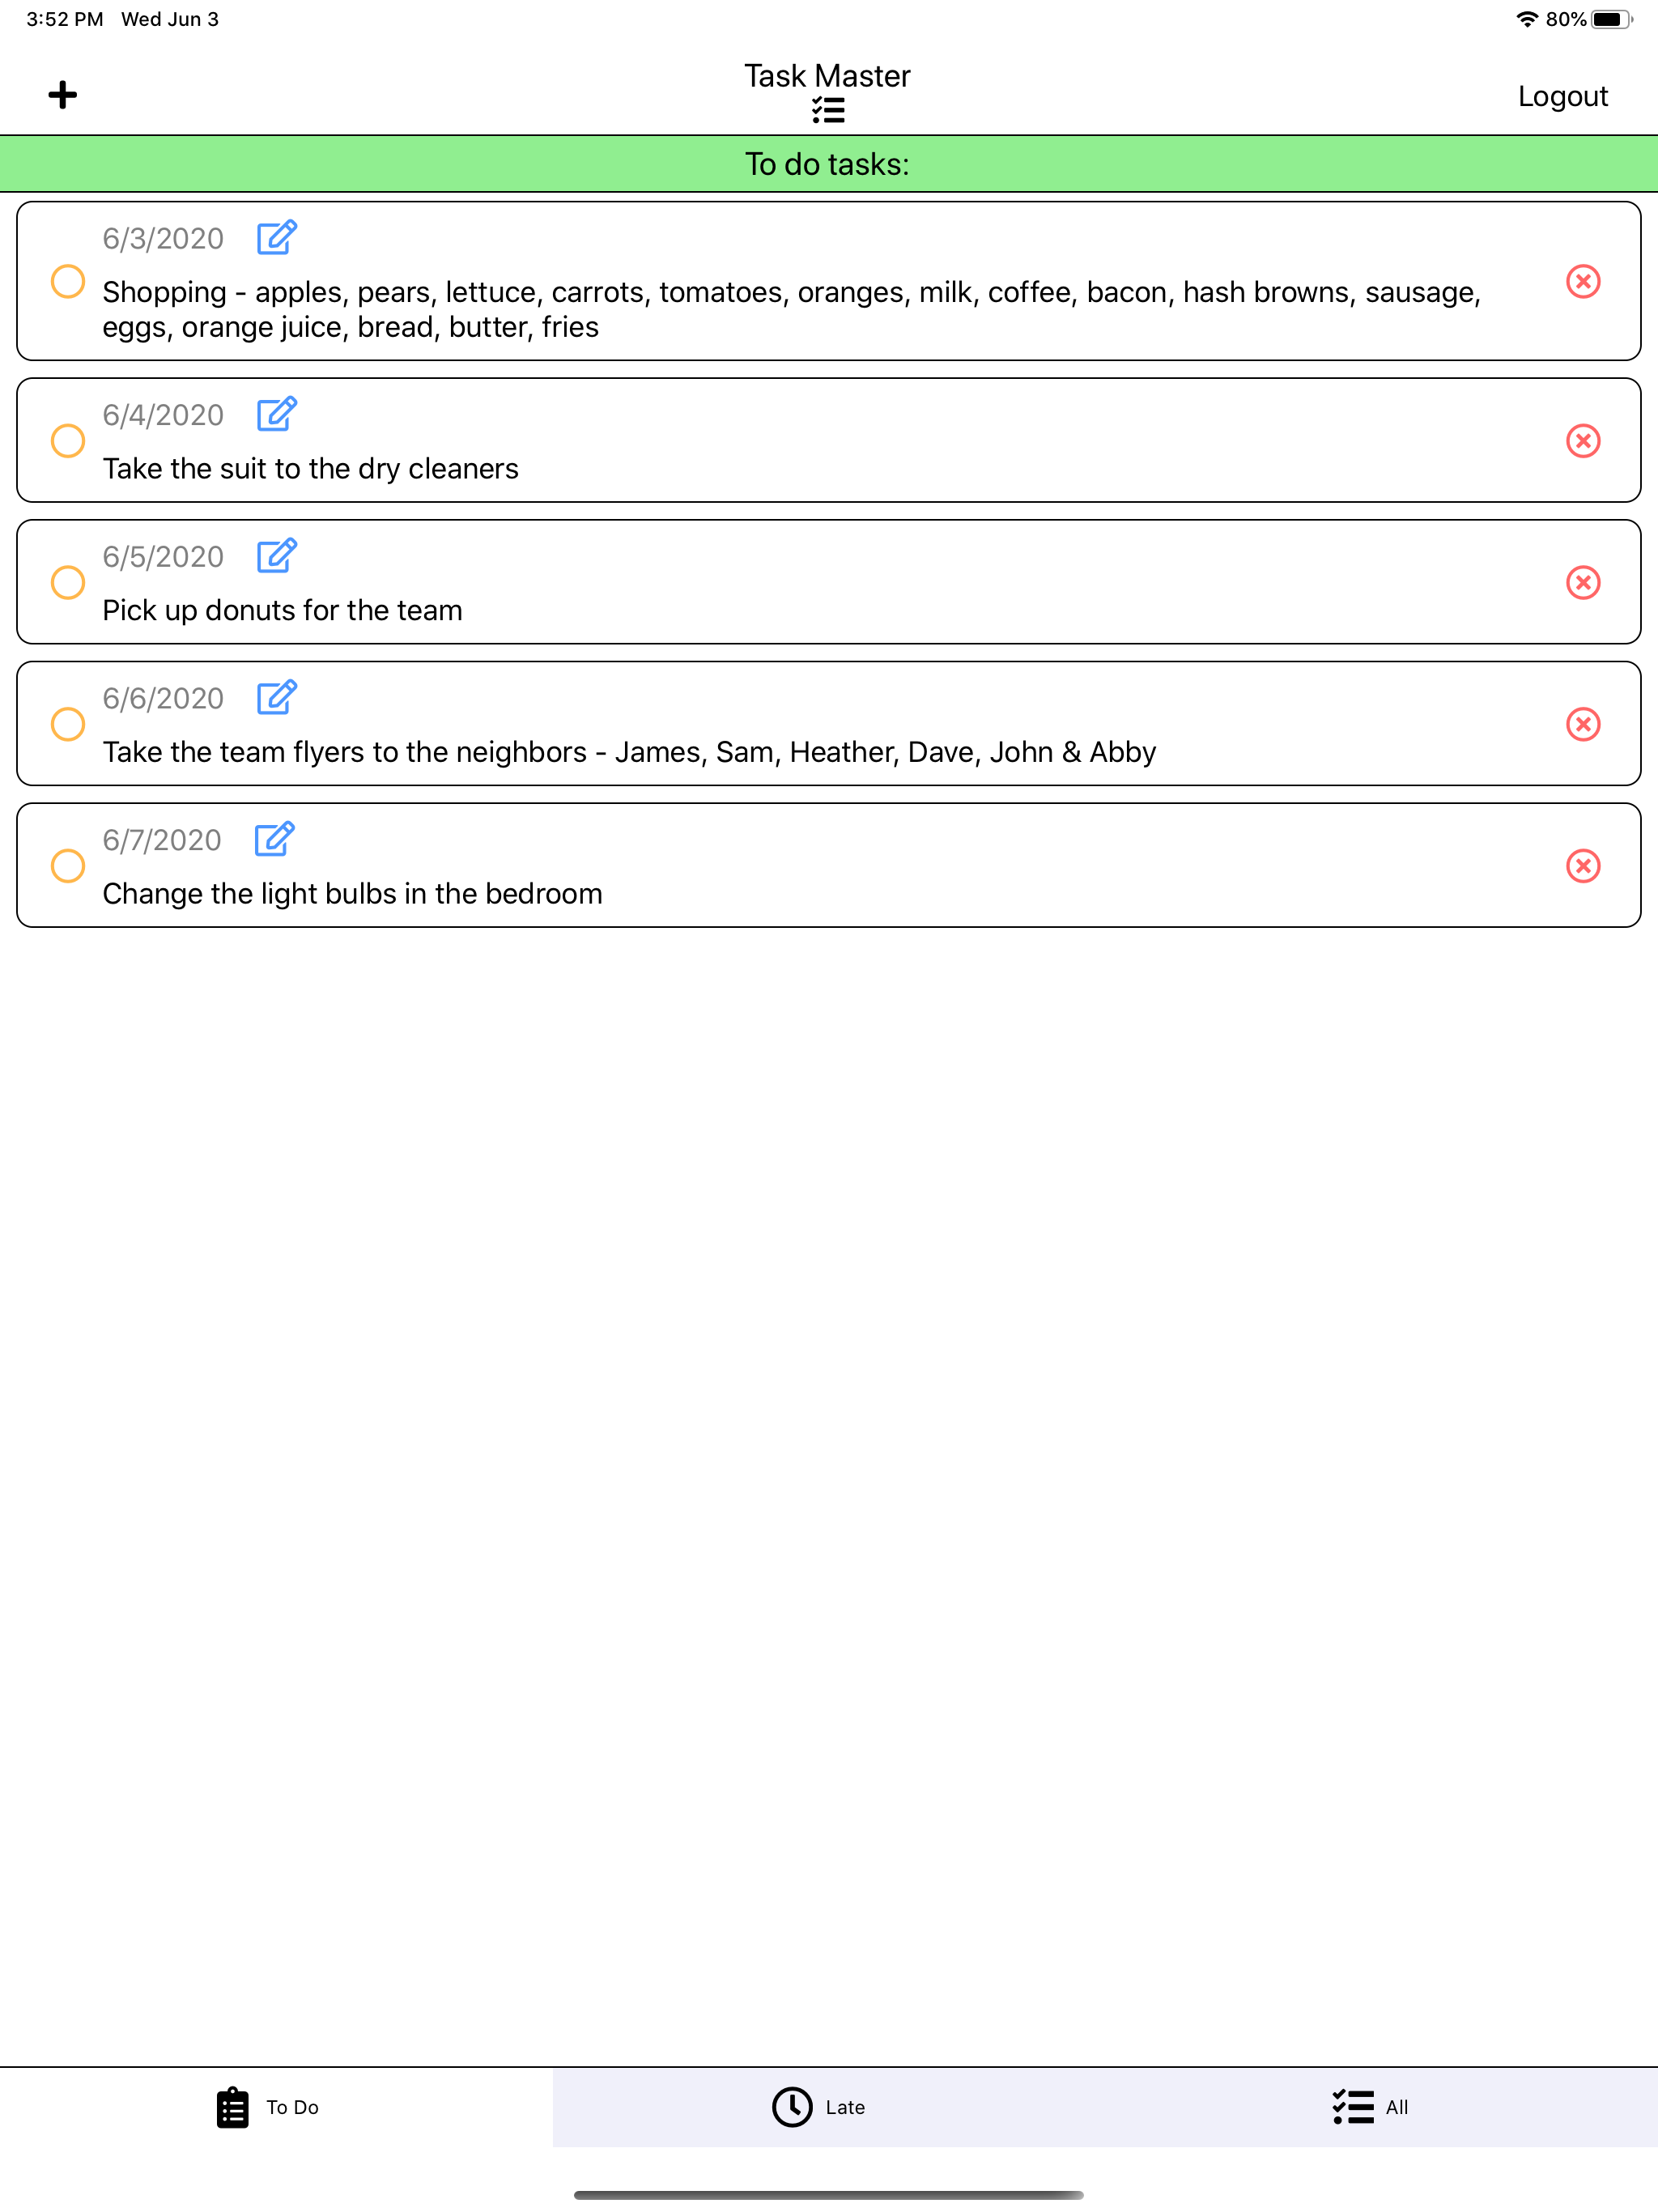 3:52 PM Wed Jun 3 80%
Task Master
Logout
To do tasks:
6/3/2020
Shopping - apples, pears, lettuce, carrots, tomatoes, oranges, milk, coffee, bacon, hash browns, sausage,
eggs, orange juice, bread, butter, fries
6/4/2020
Take the suit to the dry cleaners
6/5/2020
Pick up donuts for the team
6/6/2020
Take the team flyers to the neighbors - James, Sam, Heather, Dave, John & Abby
6/7/2020
Change the light bulbs in the bedroom
To Do
Late
All